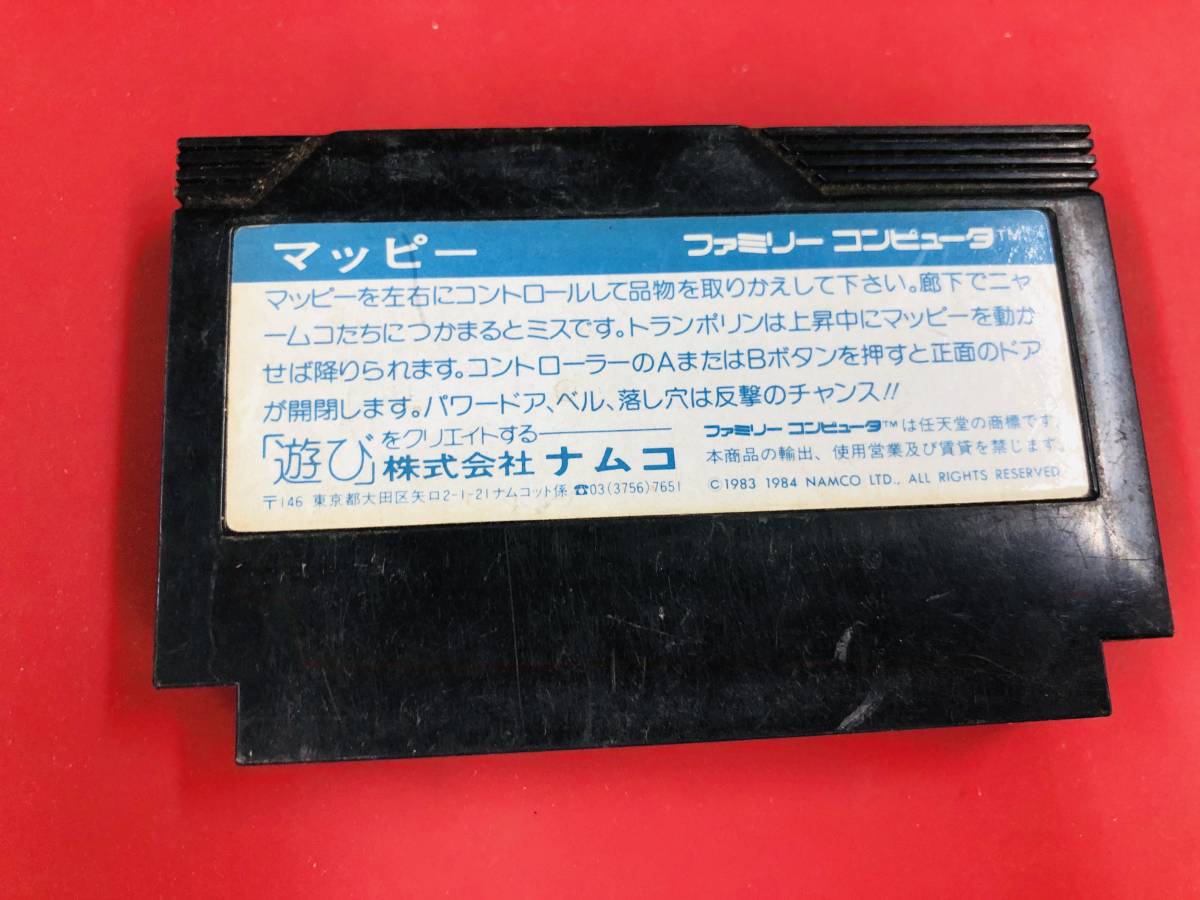 マッピー ファミリー コンピュータ™
マッピーを左右にコントロールして品物を取りかえして下さい。廊下でニャ
ームコたちにつかまるとミスです。トランポリンは上昇中にマッピーを動か
せば降りられます。コントローラーのAまたはBボタンを押すと正面のドア
が開閉します。パワードア、ベル、落し穴は反撃のチャンス!!
「遊び」をクリエイトする
株式会社 ナムコ
〒146 東京都大田区矢口2-1-21ナムコット係 ☎03(3756)7651
ファミリー コンピュータ™は任天堂の商標です。
本商品の輸出、使用営業及び賃貸を禁じます。
©1983 1984 NAMCO LTD., ALL RIGHTS RESERVED